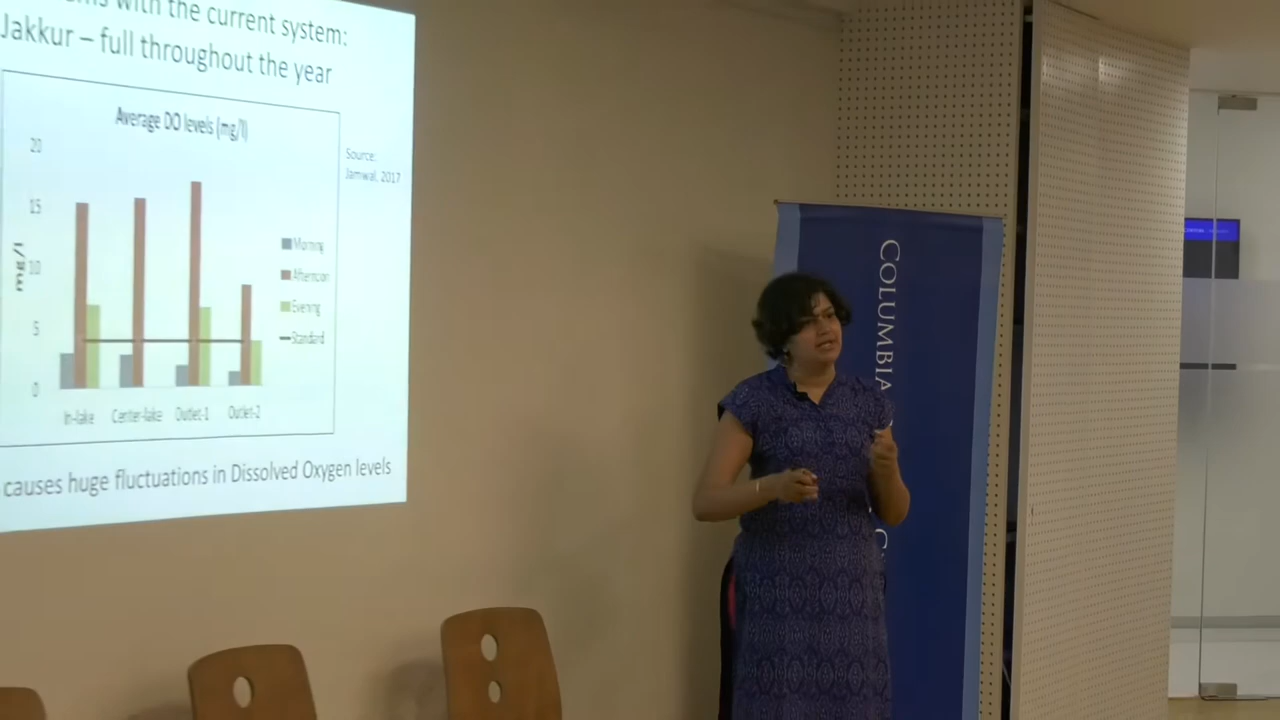 with the current system:
Jakkur – full throughout the year
Average DO levels (mg/l)
20
15
10
5
0
mg/l
Morning
Afternoon
Evening
Standard
In-lake
Center-lake
Outlet-1
Outlet-2
Source:
Jamwal, 2017
causes huge fluctuations in Dissolved Oxygen levels
COLUMBIA